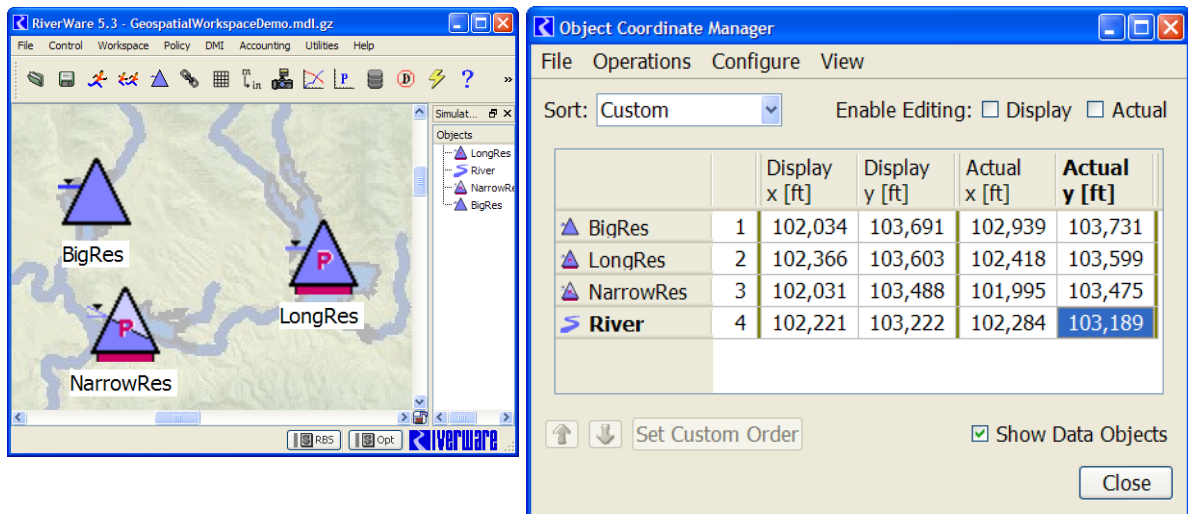 RiverWare 5.3 - GeospatialWorkspaceDemo.mdl.gz
File Control Workspace Policy DMI Accounting Utilities Help
in P D ? »
Simulat...
Objects
LongRes
River
NarrowRe
BigRes
BigRes
P
LongRes
P
NarrowRes
RBS Opt Riverware
Object Coordinate Manager
File Operations Configure View
Sort: Custom Enable Editing: Display Actual
Display x [ft] Display y [ft] Actual x [ft] Actual y [ft]
BigRes 1 102,034 103,691 102,939 103,731
LongRes 2 102,366 103,603 102,418 103,599
NarrowRes 3 102,031 103,488 101,995 103,475
River 4 102,221 103,222 102,284 103,189
Set Custom Order Show Data Objects
Close